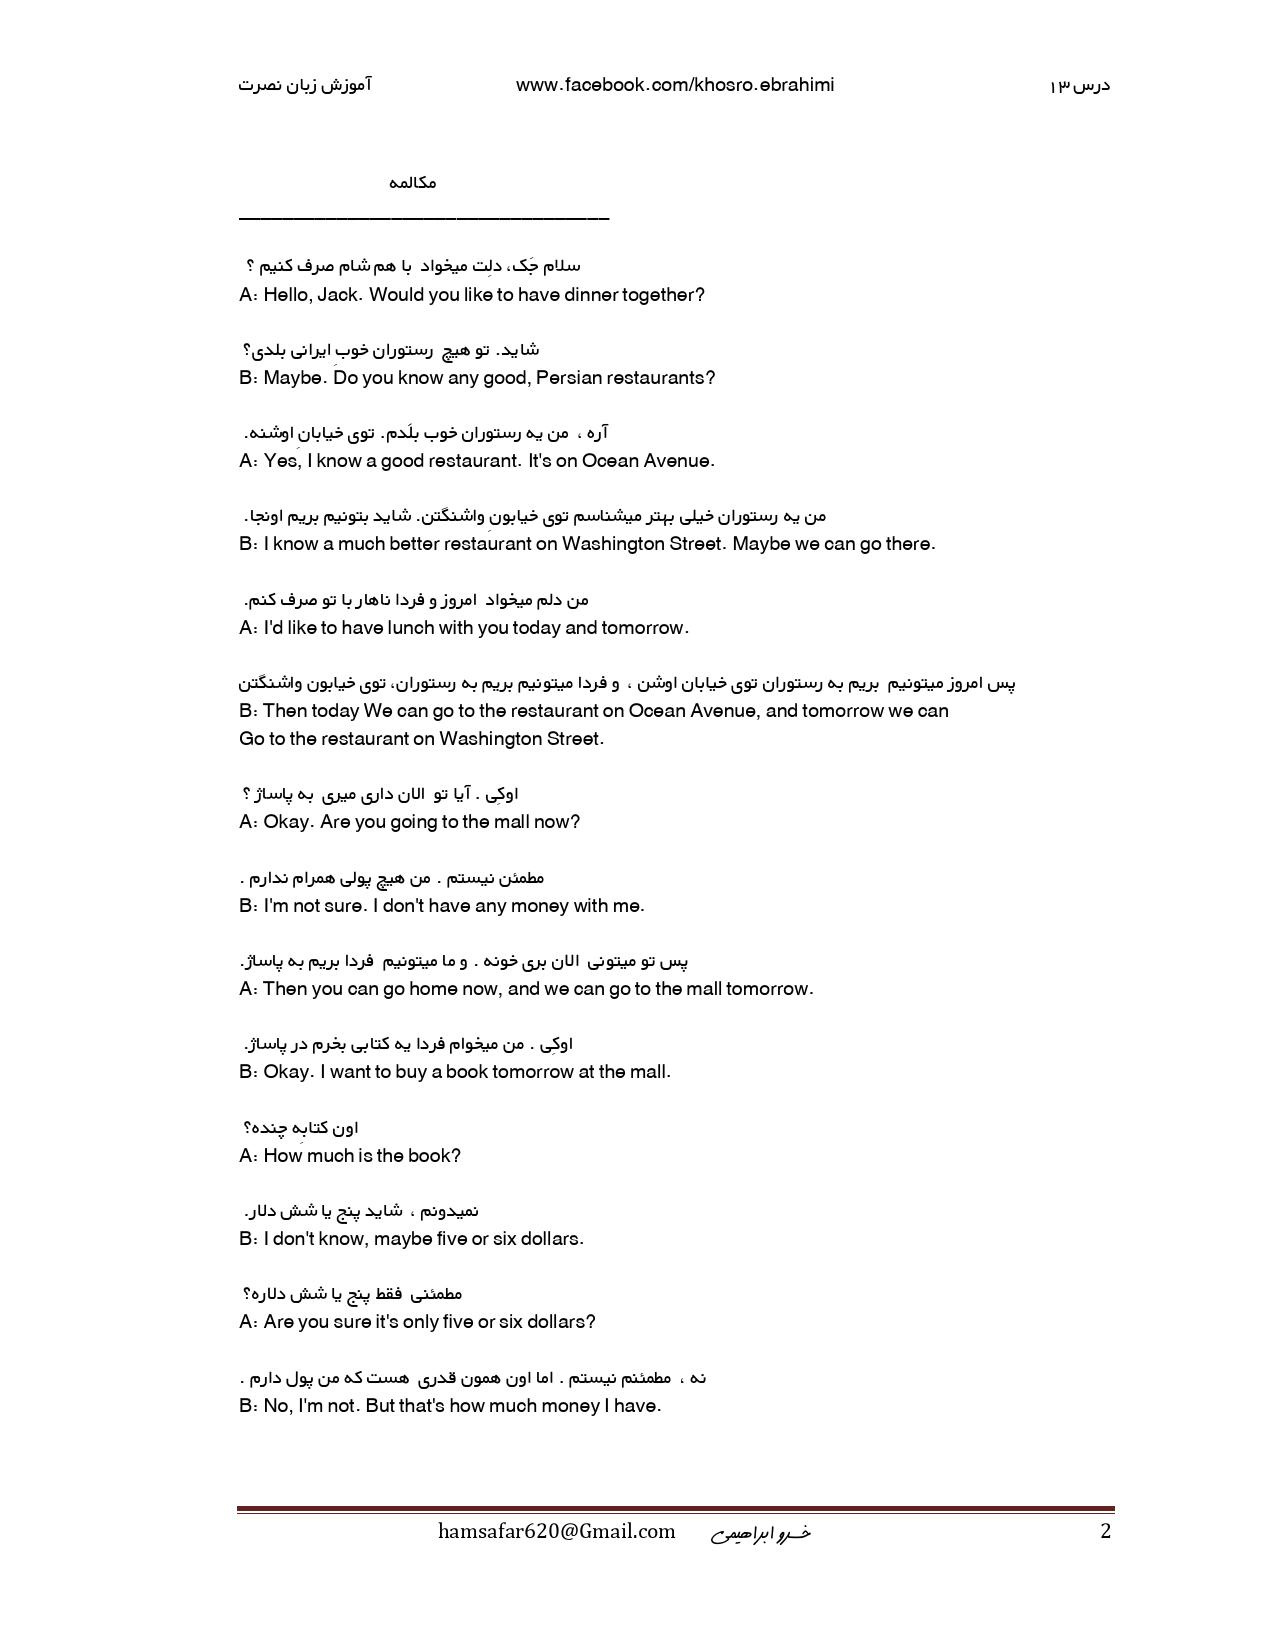 درس ۱۳ www.facebook.com/khosro.ebrahimi آموزش زبان نصرت
مکالمه
___________________________________
سلام جَک، دلِت میخواد با هم شام صرف کنیم ؟
A: Hello, Jack. Would you like to have dinner together?
شاید. تو هیچ رستوران خوبِ ایرانی بلدی؟
B: Maybe. Do you know any good, Persian restaurants?
آره ، من یه رستوران خوب بلَدم. توی خیابانِ اوشنه.
A: Yes, I know a good restaurant. It's on Ocean Avenue.
من یه رستوران خیلی بهتر میشناسم توی خیابونِ واشنگتن. شاید بتونیم بریم اونجا.
B: I know a much better restaurant on Washington Street. Maybe we can go there.
من دلم میخواد امروز و فردا ناهار با تو صرف کنم.
A: I'd like to have lunch with you today and tomorrow.
پس امروز میتونیم بریم به رستوران توی خیابان اوشن ، و فردا میتونیم بریم به رستوران، توی خیابون واشنگتن
B: Then today We can go to the restaurant on Ocean Avenue, and tomorrow we can
Go to the restaurant on Washington Street.
اوکِی . آیا تو الان داری میری به پاساژ ؟
A: Okay. Are you going to the mall now?
مطمئن نیستم . من هیچ پولی همرام ندارم .
B: I'm not sure. I don't have any money with me.
پس تو میتونی الان بری خونه . و ما میتونیم فردا بریم به پاساژ.
A: Then you can go home now, and we can go to the mall tomorrow.
اوکِی . من میخوام فردا یه کتابی بخرم در پاساژ.
B: Okay. I want to buy a book tomorrow at the mall.
اون کتابِه چنده؟
A: How much is the book?
نمیدونم ، شاید پنج یا شش دلار.
B: I don't know, maybe five or six dollars.
مطمئنی فقط پنج یا شش دلاره؟
A: Are you sure it's only five or six dollars?
نه ، مطمئنم نیستم . اما اون همون قدری هست که من پول دارم .
B: No, I'm not. But that's how much money I have.
hamsafar620@Gmail.com خسرو ابراهیمی 2